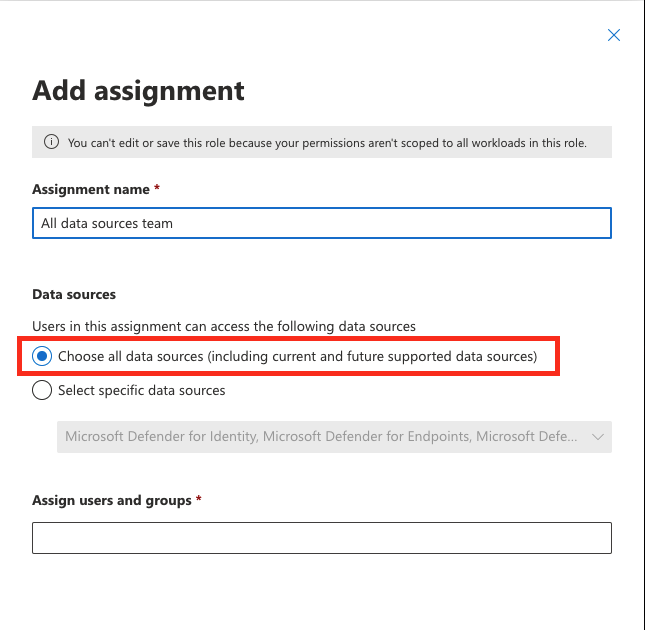 Add assignment
You can't edit or save this role because your permissions aren't scoped to all workloads in this role.
Assignment name *
All data sources team
Data sources
Users in this assignment can access the following data sources
Choose all data sources (including current and future supported data sources)
Select specific data sources
Microsoft Defender for Identity, Microsoft Defender for Endpoints, Microsoft Defe...
Assign users and groups *